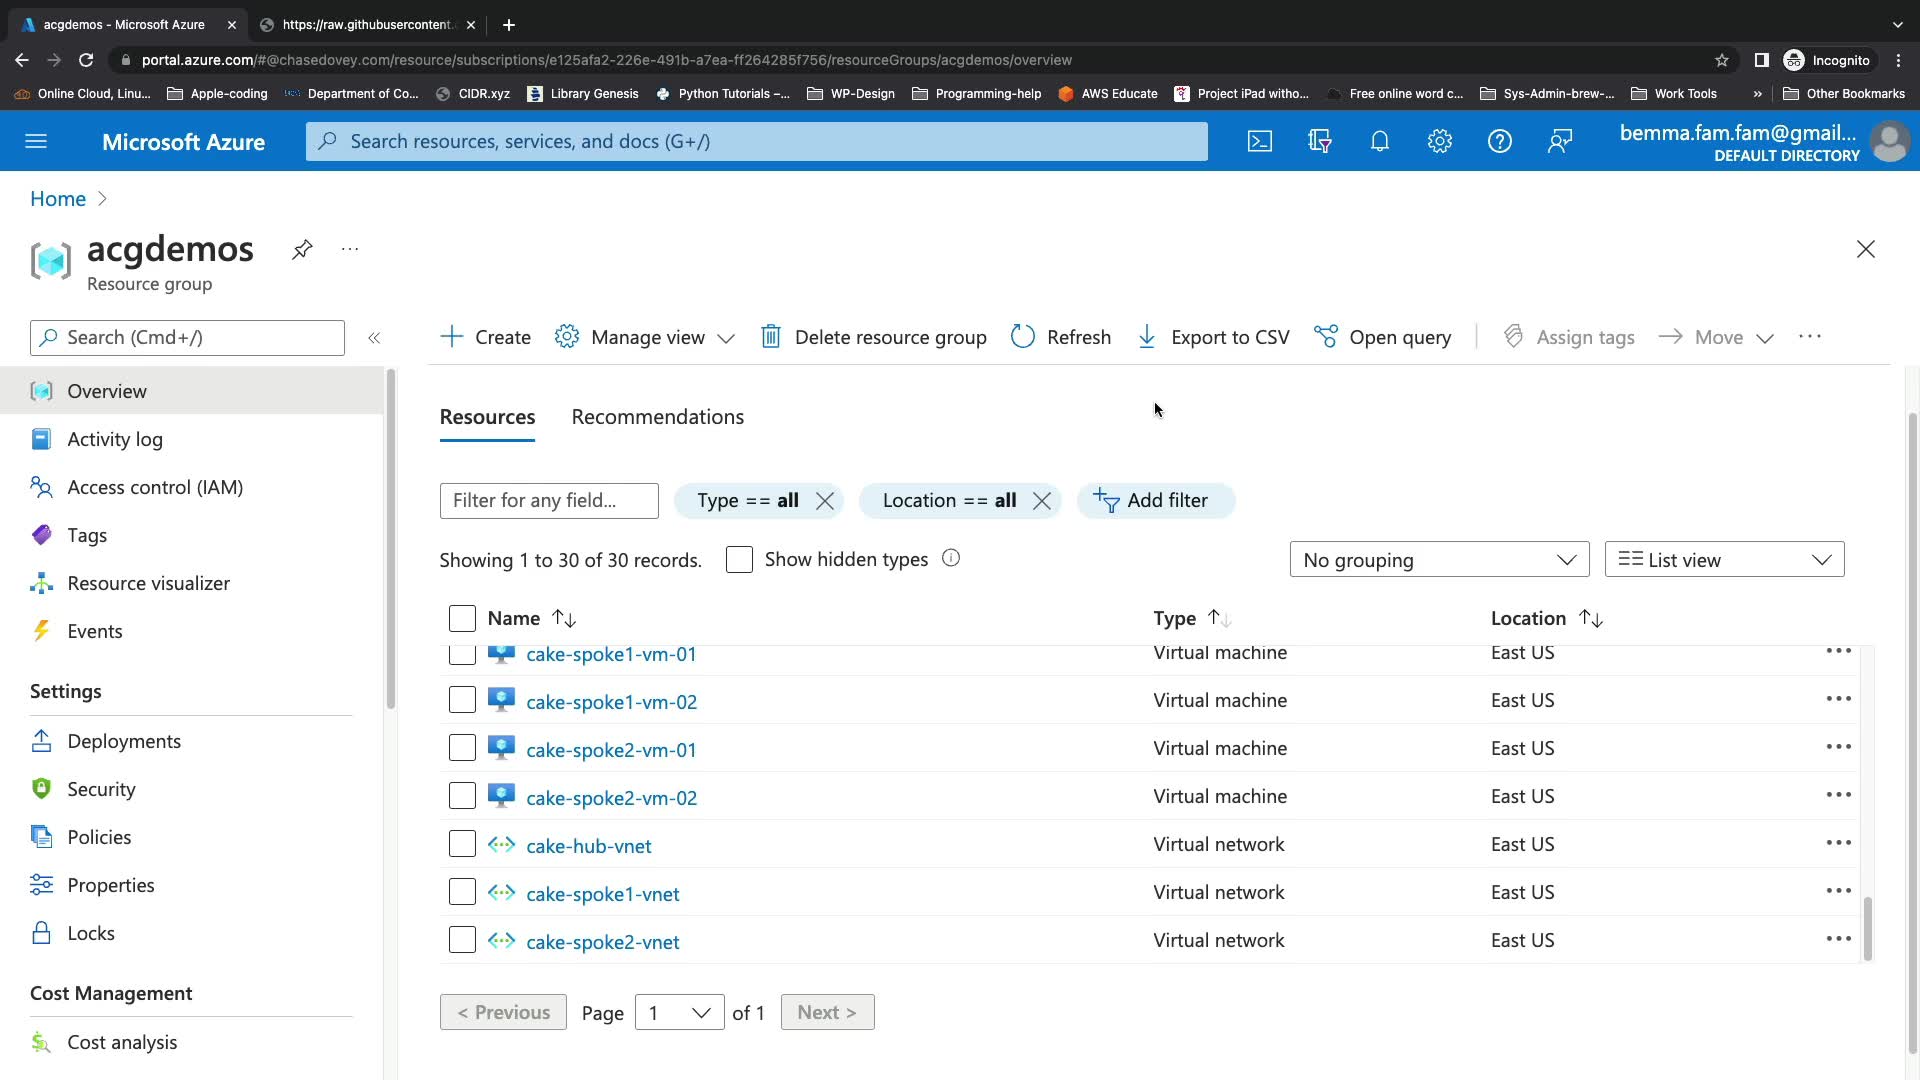 acgdemos - Microsoft Azure
https://raw.githubusercontent.c
portal.azure.com/#@chasedovey.com/resource/subscriptions/e125afa2-226e-491b-a7ea-ff264285f756/resourceGroups/acgdemos/overview
Incognito
Online Cloud, Linu...
Apple-coding
Department of Co...
CIDR.xyz
Library Genesis
Python Tutorials –...
WP-Design
Programming-help
AWS Educate
Project iPad witho...
Free online word c...
Sys-Admin-brew-...
Work Tools
»
Other Bookmarks
Microsoft Azure
Search resources, services, and docs (G+/)
bemma.fam.fam@gmail...
DEFAULT DIRECTORY
Home >
acgdemos
...
Resource group
Search (Cmd+/)
«
Create
Manage view
Delete resource group
Refresh
Export to CSV
Open query
Assign tags
Move
...
Overview
Activity log
Access control (IAM)
Tags
Resource visualizer
Events
Settings
Deployments
Security
Policies
Properties
Locks
Cost Management
Cost analysis
Resources
Recommendations
Filter for any field...
Type == all
Location == all
Add filter
Showing 1 to 30 of 30 records.
Show hidden types
No grouping
List view
Name
Type
Location
cake-spoke1-vm-01 Virtual machine East US ...
cake-spoke1-vm-02 Virtual machine East US ...
cake-spoke2-vm-01 Virtual machine East US ...
cake-spoke2-vm-02 Virtual machine East US ...
cake-hub-vnet Virtual network East US ...
cake-spoke1-vnet Virtual network East US ...
cake-spoke2-vnet Virtual network East US ...
< Previous
Page 1 of 1
Next >